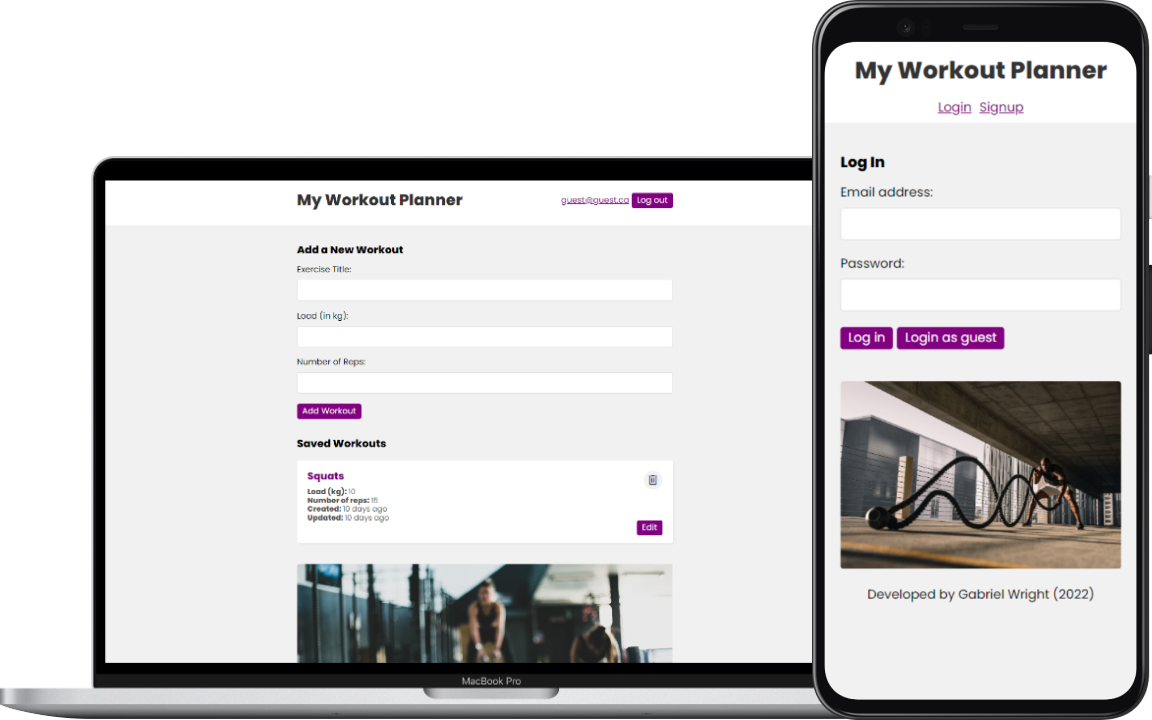 My Workout Planner
guest@guest.ca Log out
Add a New Workout
Exercise Title:
Load (in kg):
Number of Reps:
Add Workout
Saved Workouts
Squats
Load (kg): 10
Number of reps: 15
Created: 10 days ago
Updated: 10 days ago
Edit
MacBook Pro
My Workout Planner
Login Signup
Log In
Email address:
Password:
Log in Login as guest
Developed by Gabriel Wright (2022)